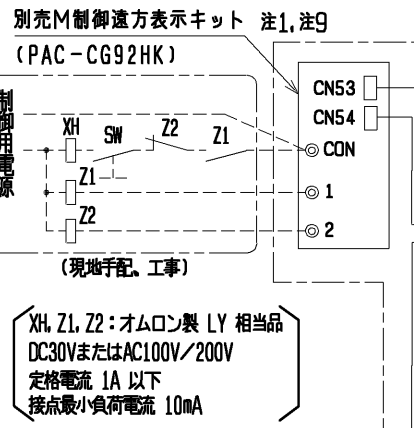 別売M制御遠方表示キット 注1,注9
(PAC-CG92HK)
制御用電源
CN53
CN54
XH SW Z2 Z1
CON
Z1
1
Z2
2
(現地手配、工事)
XH, Z1, Z2:オムロン製 LY 相当品
DC30VまたはAC100V/200V
定格電流 1A 以下
接点最小負荷電流 10mA